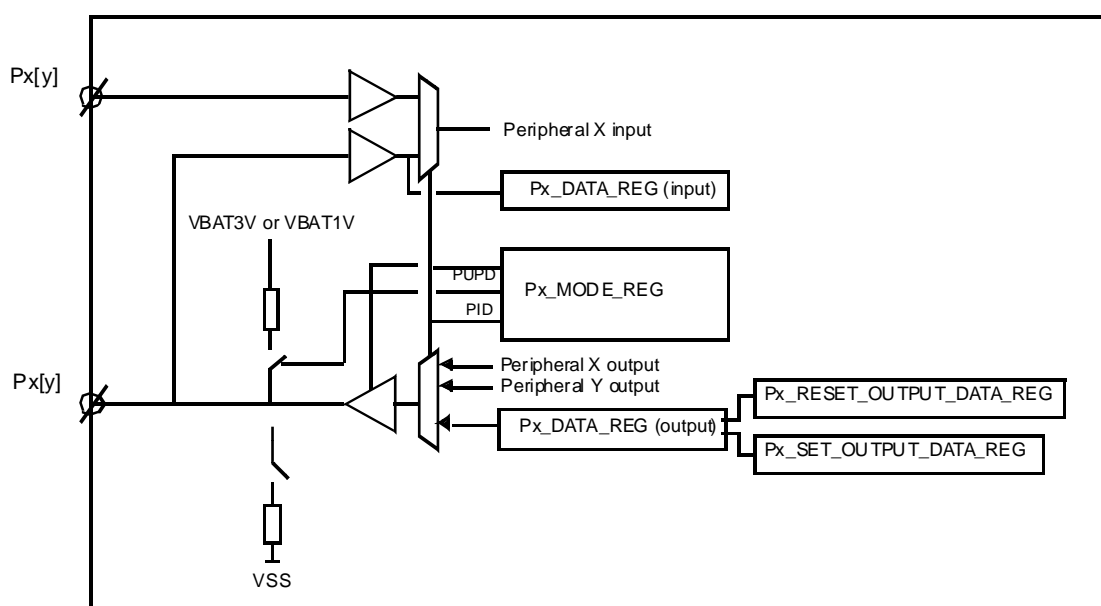 Px[y]
Peripheral X input
Px_DATA_REG (input)
VBAT3V or VBAT1V
PUPD
Px_MODE_REG
PID
Peripheral X output
Px[y]
Peripheral Y output
Px_RESET_OUTPUT_DATA_REG
Px_DATA_REG (output)
Px_SET_OUTPUT_DATA_REG
VSS